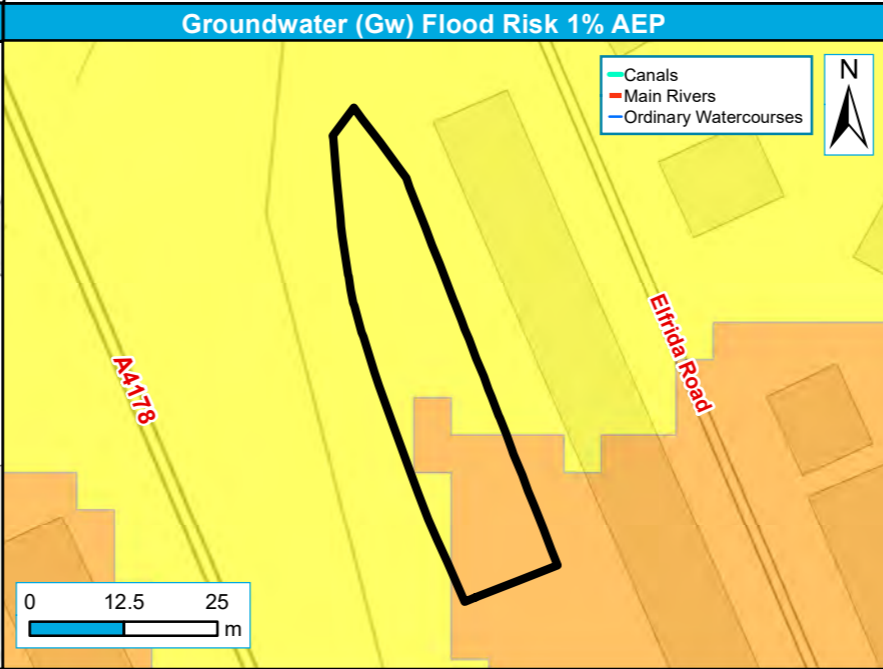 Groundwater (Gw) Flood Risk 1% AEP
Canals
Main Rivers
Ordinary Watercourses
N
Elfrida Road
A4178
0 12.5 25
m